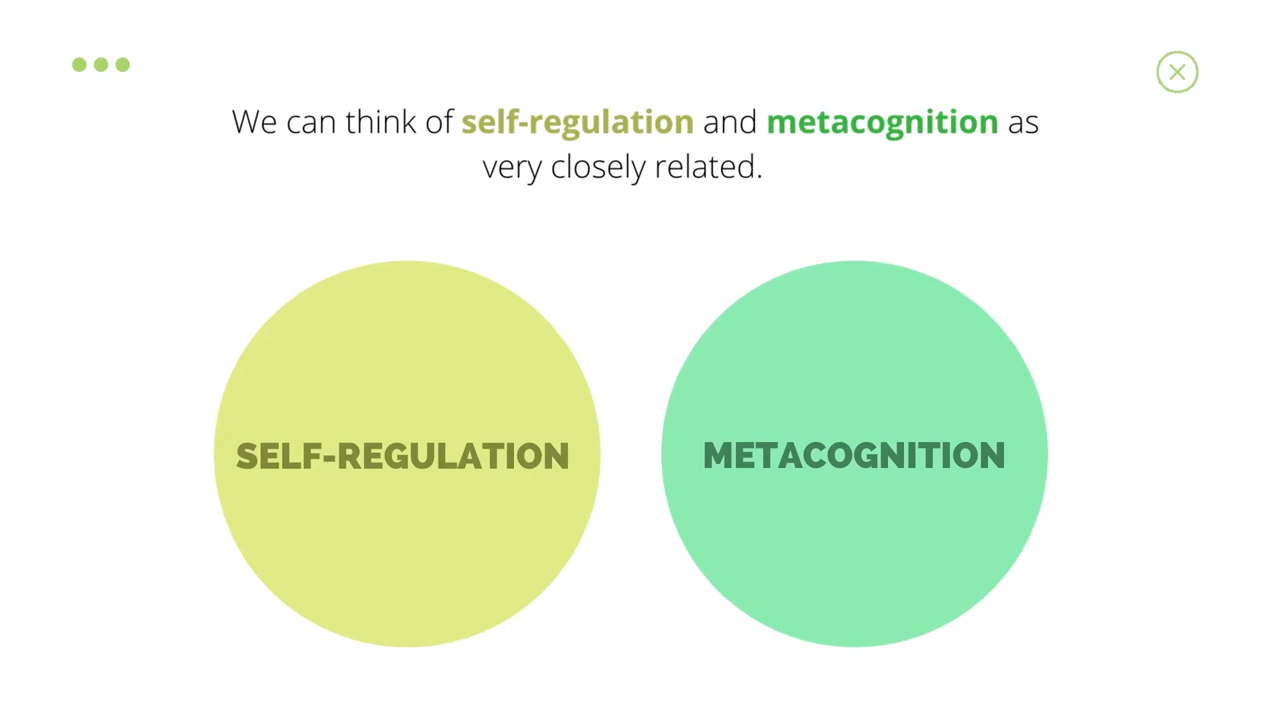 We can think of self-regulation and metacognition as
very closely related.
SELF-REGULATION
METACOGNITION